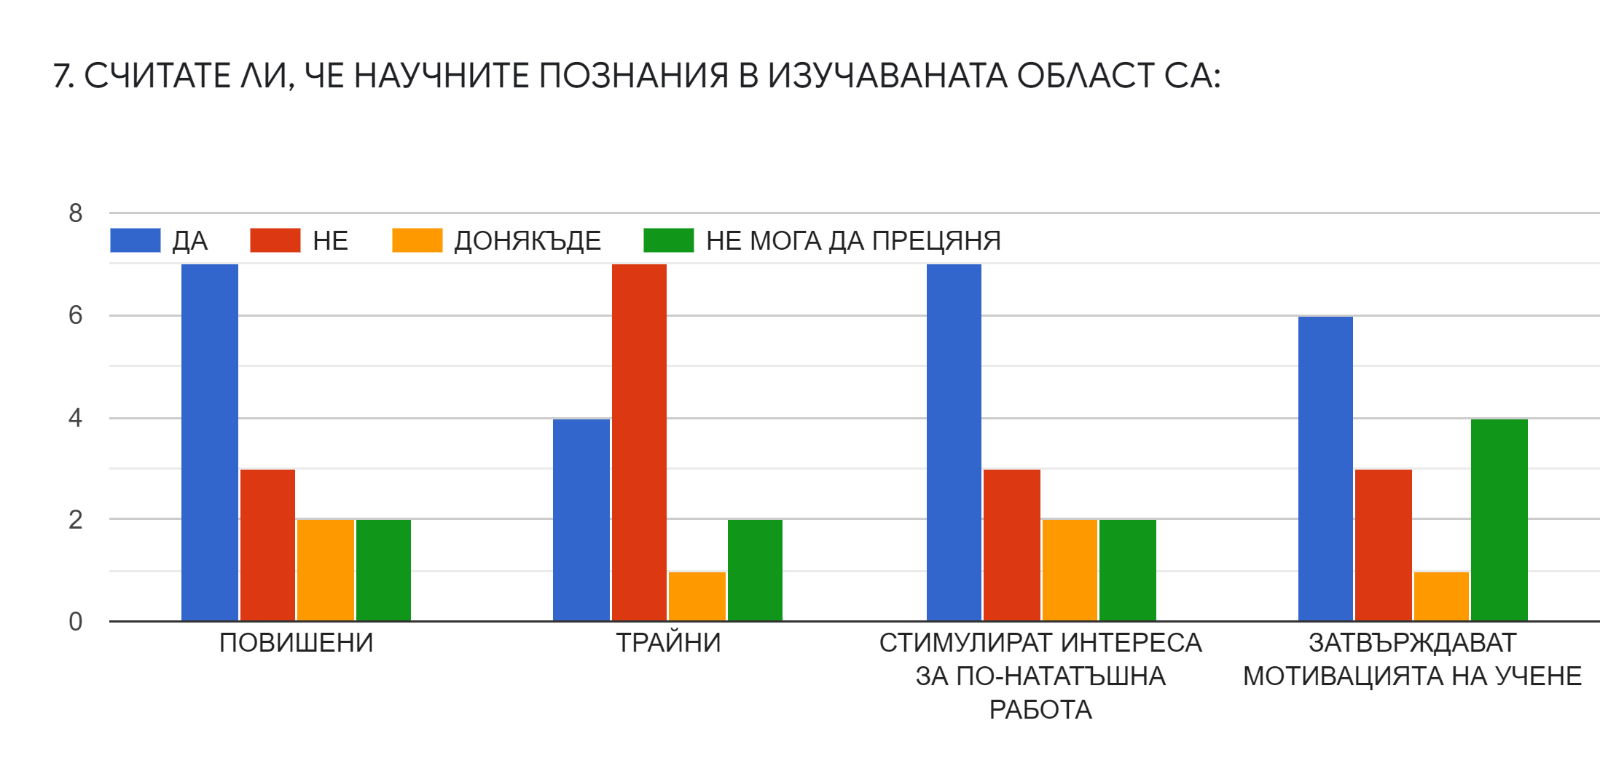 7. СЧИТАТЕ ЛИ, ЧЕ НАУЧНИТЕ ПОЗНАНИЯ В ИЗУЧАВАНАТА ОБЛАСТ СА:
8
ДА НЕ ДОНЯКЪДЕ НЕ МОГА ДА ПРЕЦЯНЯ
6
4
2
0
ПОВИШЕНИ ТРАЙНИ СТИМУЛИРАТ ИНТЕРЕСА ЗАТВЪРЖДАВАТ
ЗА ПО-НАТАТЪШНА МОТИВАЦИЯТА НА УЧЕНЕ
РАБОТА